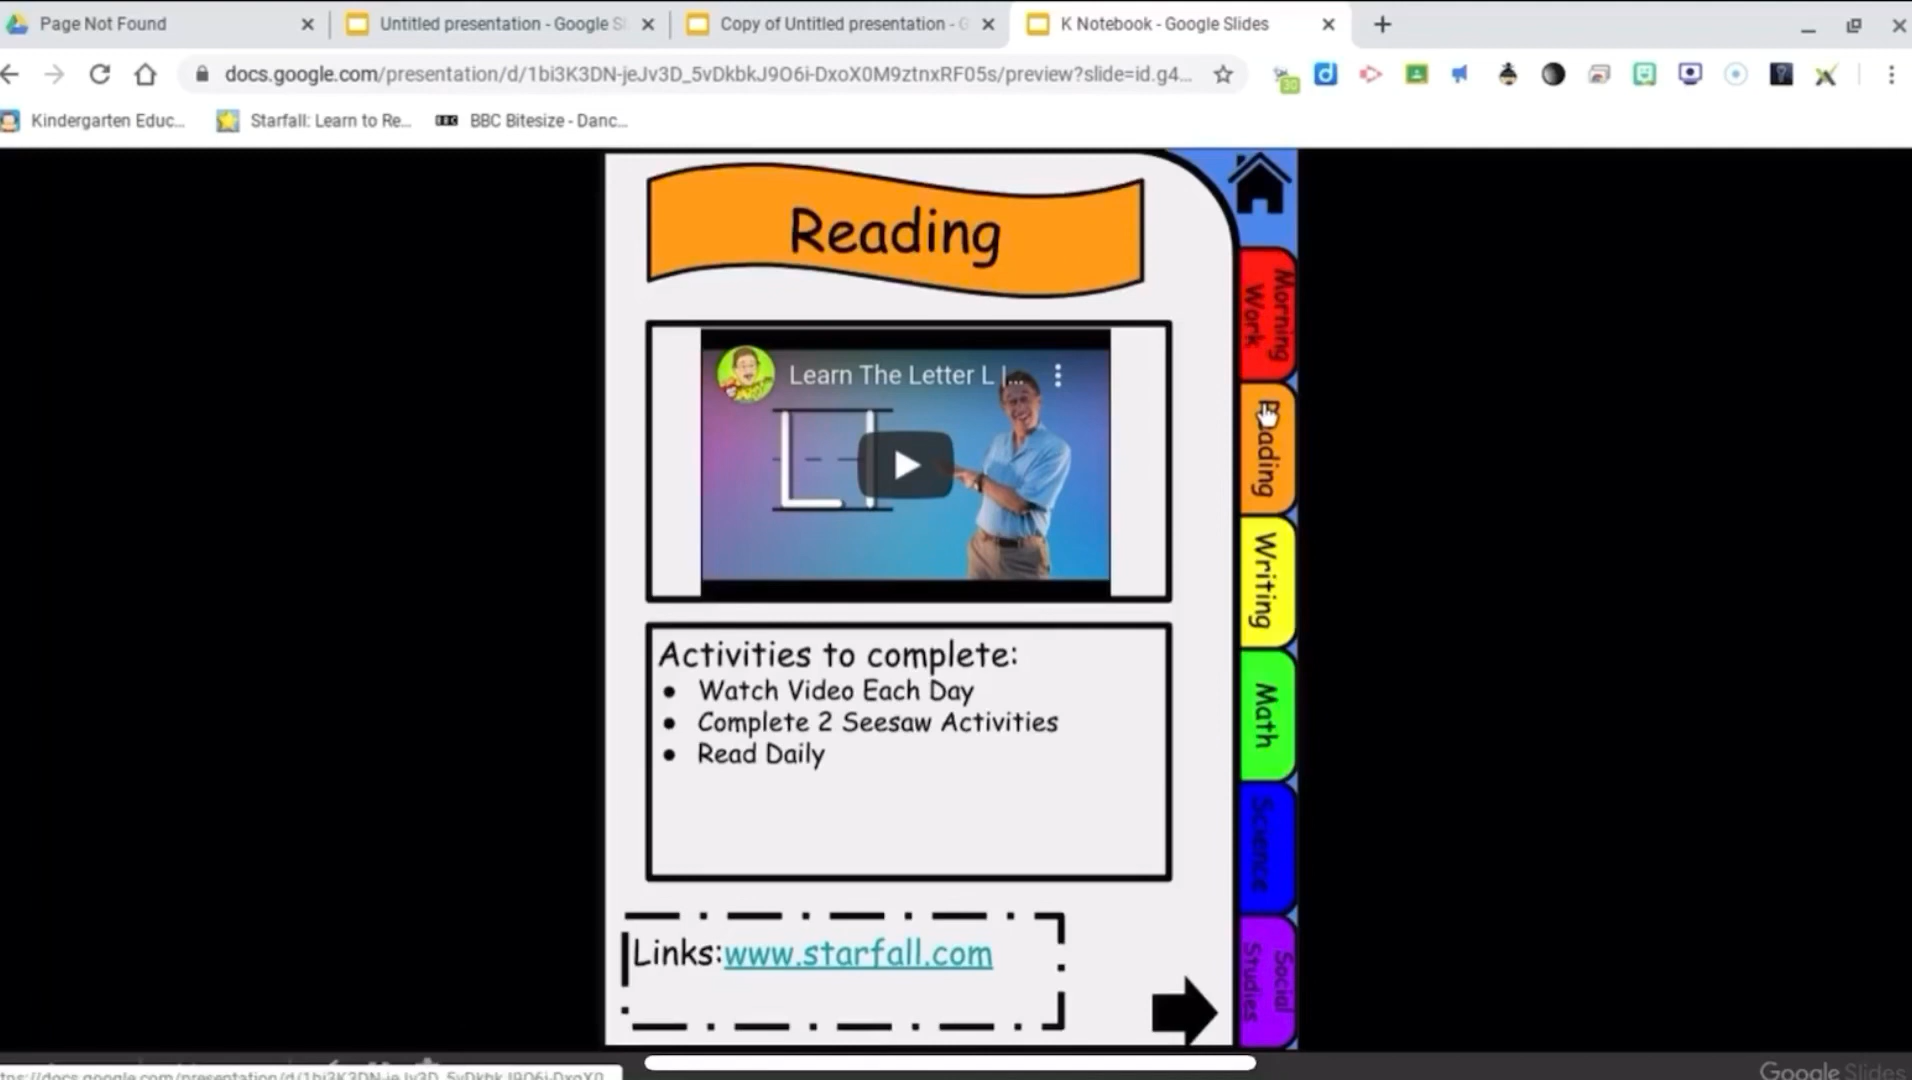 Page Not Found
Untitled presentation - Google Sl
Copy of Untitled presentation - G
K Notebook - Google Slides
docs.google.com/presentation/d/1bi3K3DN-jeJv3D_5vDkbkJ9O6i-DxoX0M9ztnxRF05s/preview?slide=id.g4...
30
Kindergarten Educ...
Starfall: Learn to Re...
BBC Bitesize - Danc...
Reading
Learn The Letter L |...
Ll
Activities to complete:
• Watch Video Each Day
• Complete 2 Seesaw Activities
• Read Daily
Links:www.starfall.com
Morning
Work
Reading
Writing
Math
Science
Social
Studies
Google Slides